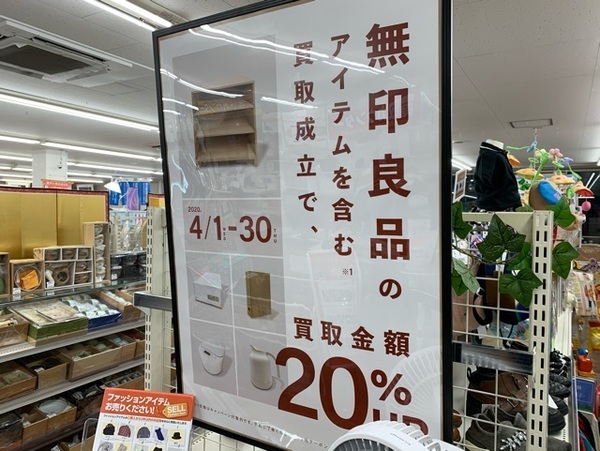 無印良品の
アイテムを含む
※1
買取成立で、
2020.
4/1-30
買取金額
20%
UP
ファッションアイテム
お売りください!
SELL